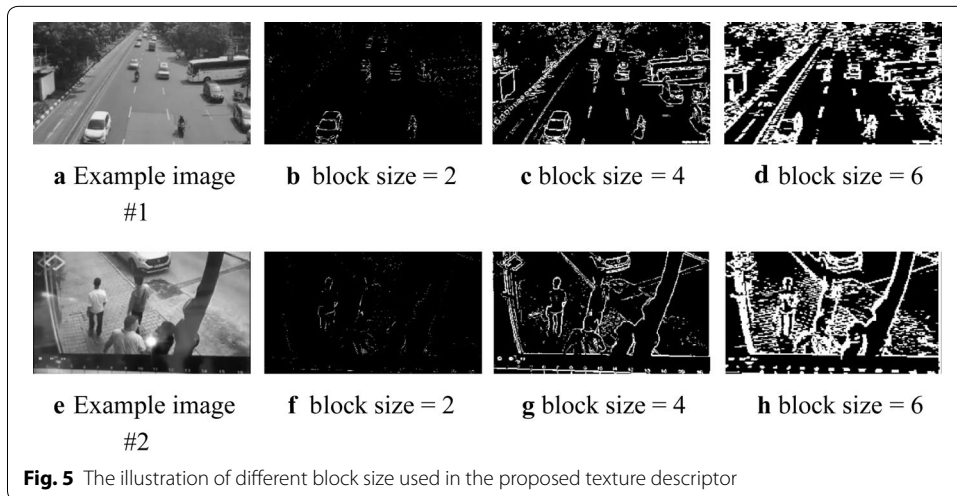 a Example image
#1
b block size = 2
c block size = 4
d block size = 6
e Example image
#2
f block size = 2
g block size = 4
h block size = 6
Fig. 5 The illustration of different block size used in the proposed texture descriptor